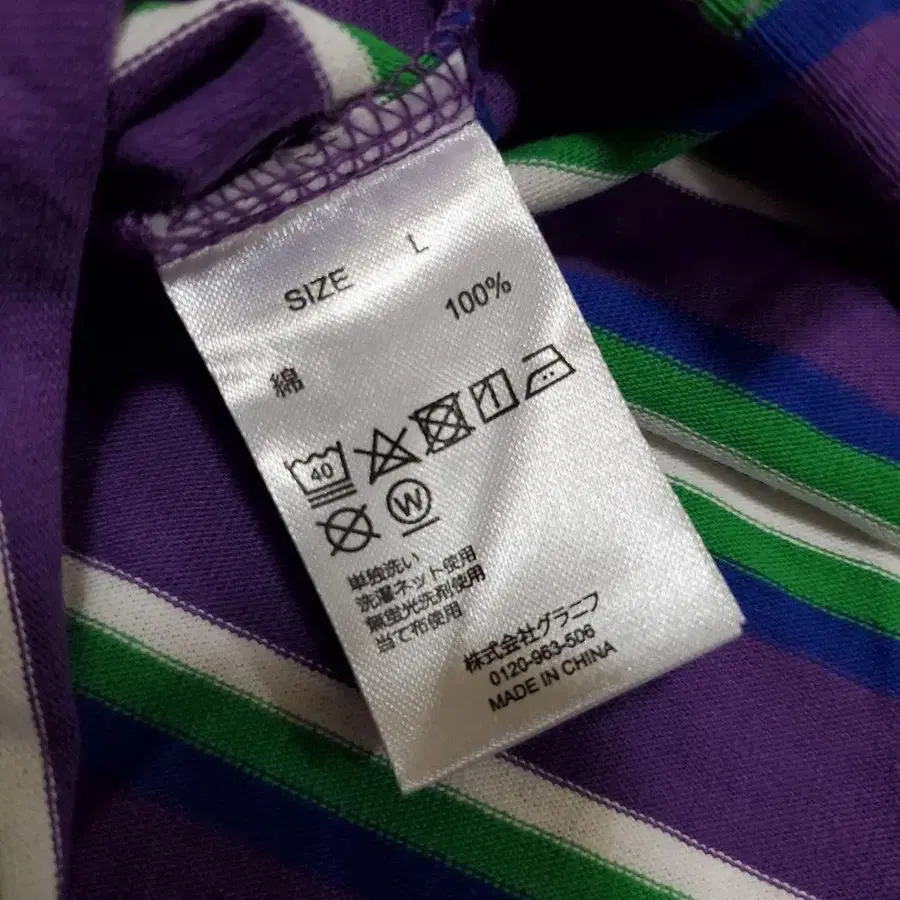 SIZE L
100%
綿
40
W
単独洗い
洗濯ネット使用
無蛍光洗剤使用
当て布使用
株式会社グラニフ
0120-963-506
MADE IN CHINA